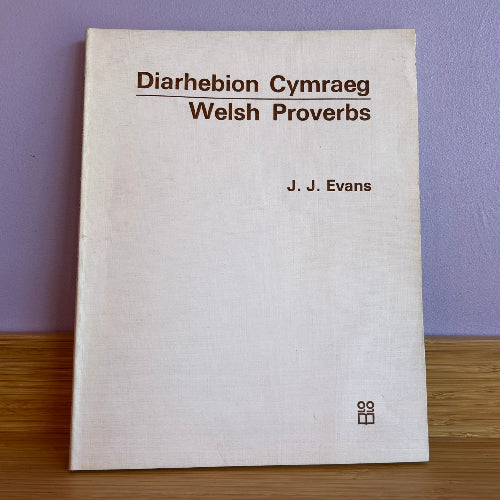 Diarhebion Cymraeg
Welsh Proverbs
J. J. Evans